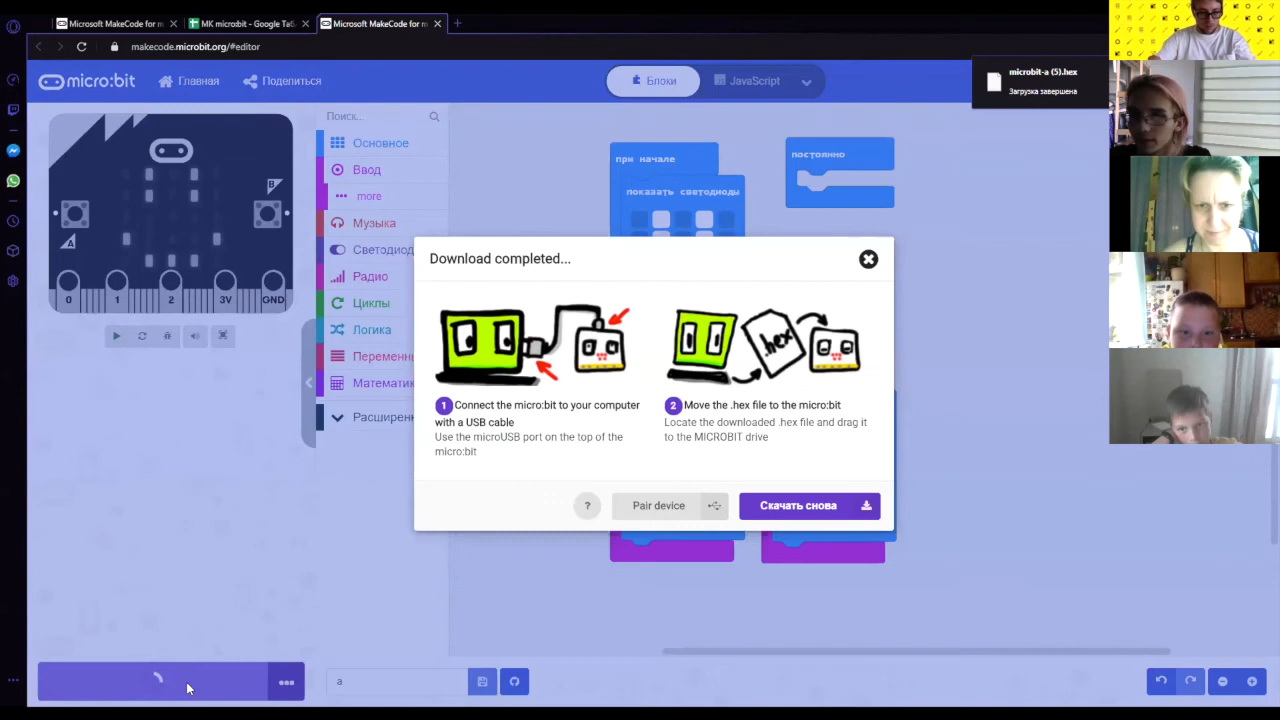 Microsoft MakeCode for m
MK microbit - Google Таб
Microsoft MakeCode for m
makecode.microbit.org/#editor
micro:bit
Главная
Поделиться
Блоки
JavaScript
microbit-a (5).hex
Загрузка завершена
Поиск...
Основное
Ввод
more
Музыка
Светодиод
Радио
Циклы
Логика
Переменны
Математик
Расширен
A
B
0
1
2
3V
GND
при начале
показать светодиоды
постоянно
Download completed...
.hex
1 Connect the micro:bit to your computer
with a USB cable
Use the microUSB port on the top of the
micro:bit
2 Move the .hex file to the micro:bit
Locate the downloaded .hex file and drag it
to the MICROBIT drive
?
Pair device
Скачать снова
a